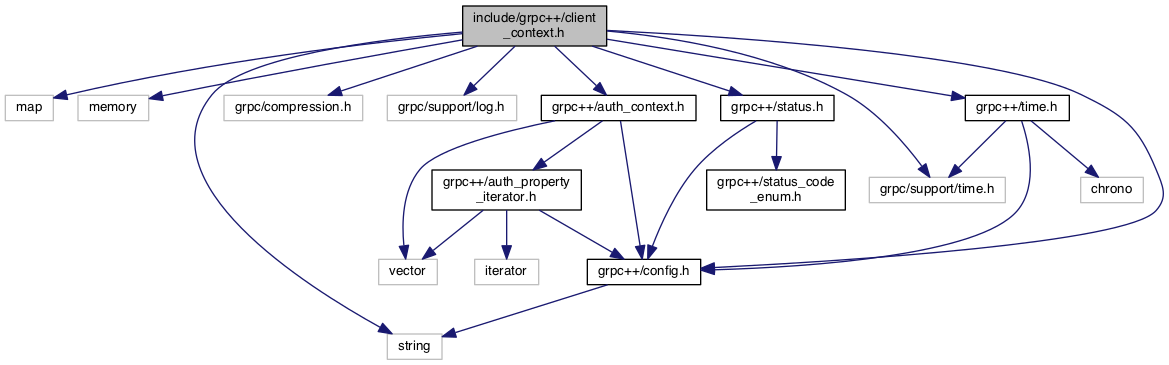 include/grpc++/client
_context.h
map
memory
grpc/compression.h
grpc/support/log.h
grpc++/auth_context.h
grpc++/status.h
grpc++/time.h
grpc++/auth_property
_iterator.h
grpc++/status_code
_enum.h
grpc/support/time.h
chrono
vector
iterator
grpc++/config.h
string